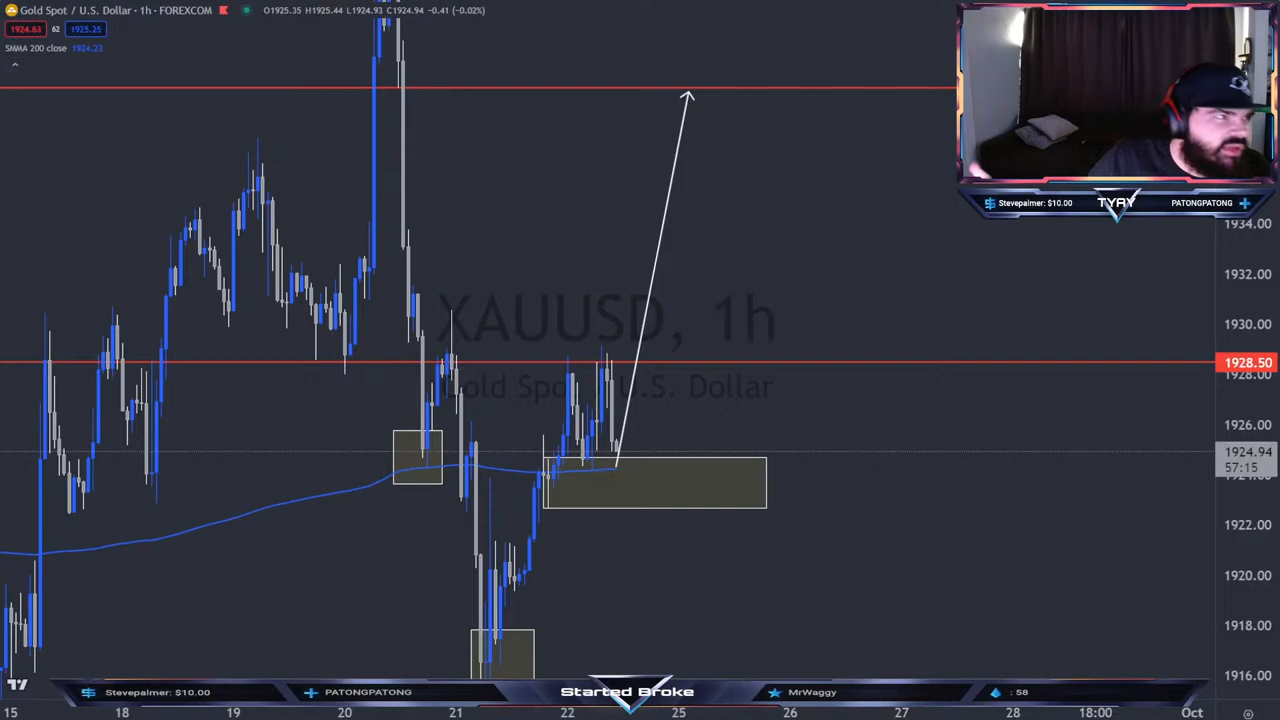 Gold Spot / U.S. Dollar · 1h · FOREXCOM O1925.35 H1925.44 L1924.93 C1924.94 −0.41 (−0.02%)
1924.63 62 1925.25
SMMA 200 close 1924.23
Stevepalmer: $10.00 TYAY PATONGPATONG
1934.00
1932.00
XAUUSD, 1h
1930.00
1928.50
1928.00
Gold Spot / U.S. Dollar
1926.00
1924.94
57:15
1924.00
1922.00
1920.00
1918.00
1916.00
Stevepalmer: $10.00 PATONGPATONG Started Broke MrWaggy : 58
15 18 19 20 21 22 25 26 27 28 18:00 Oct